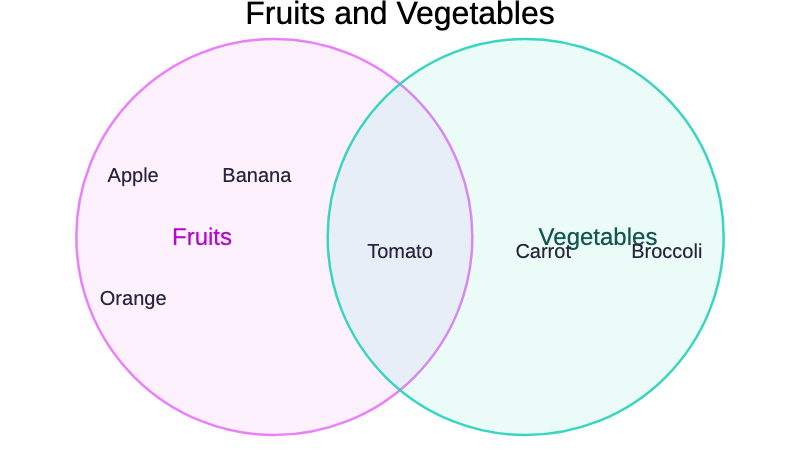 Fruits and Vegetables
Apple
Banana
Fruits
Orange
Tomato
Vegetables
Carrot
Broccoli